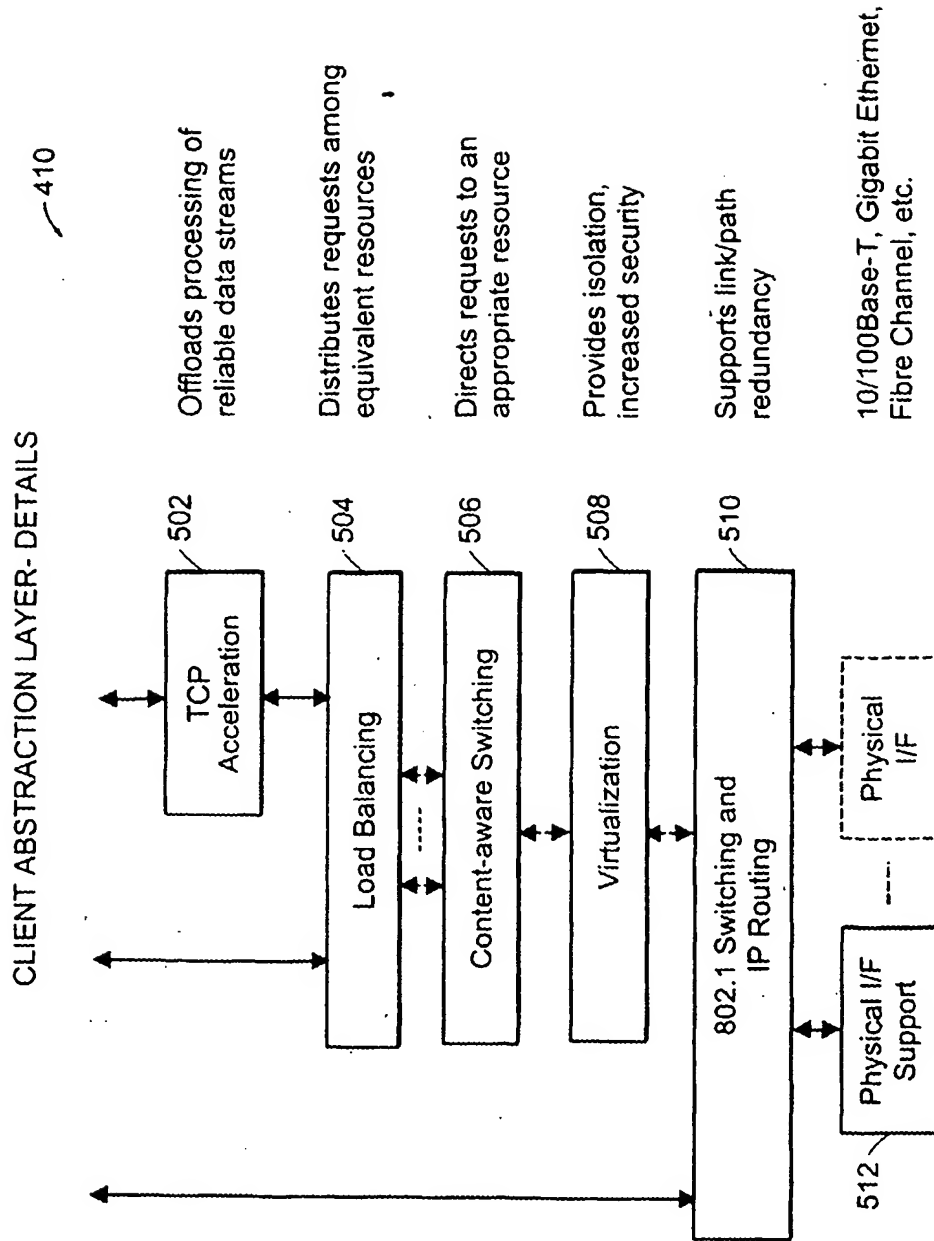 CLIENT ABSTRACTION LAYER- DETAILS
410
TCP
Acceleration
502
Offloads processing of
reliable data streams
Load Balancing
504
Distributes requests among
equivalent resources
Content-aware Switching
506
Directs requests to an
appropriate resource
Virtualization
508
Provides isolation,
increased security
802.1 Switching and
IP Routing
510
Supports link/path
redundancy
512
Physical I/F
Support
Physical
I/F
10/100Base-T, Gigabit Ethernet,
Fibre Channel, etc.